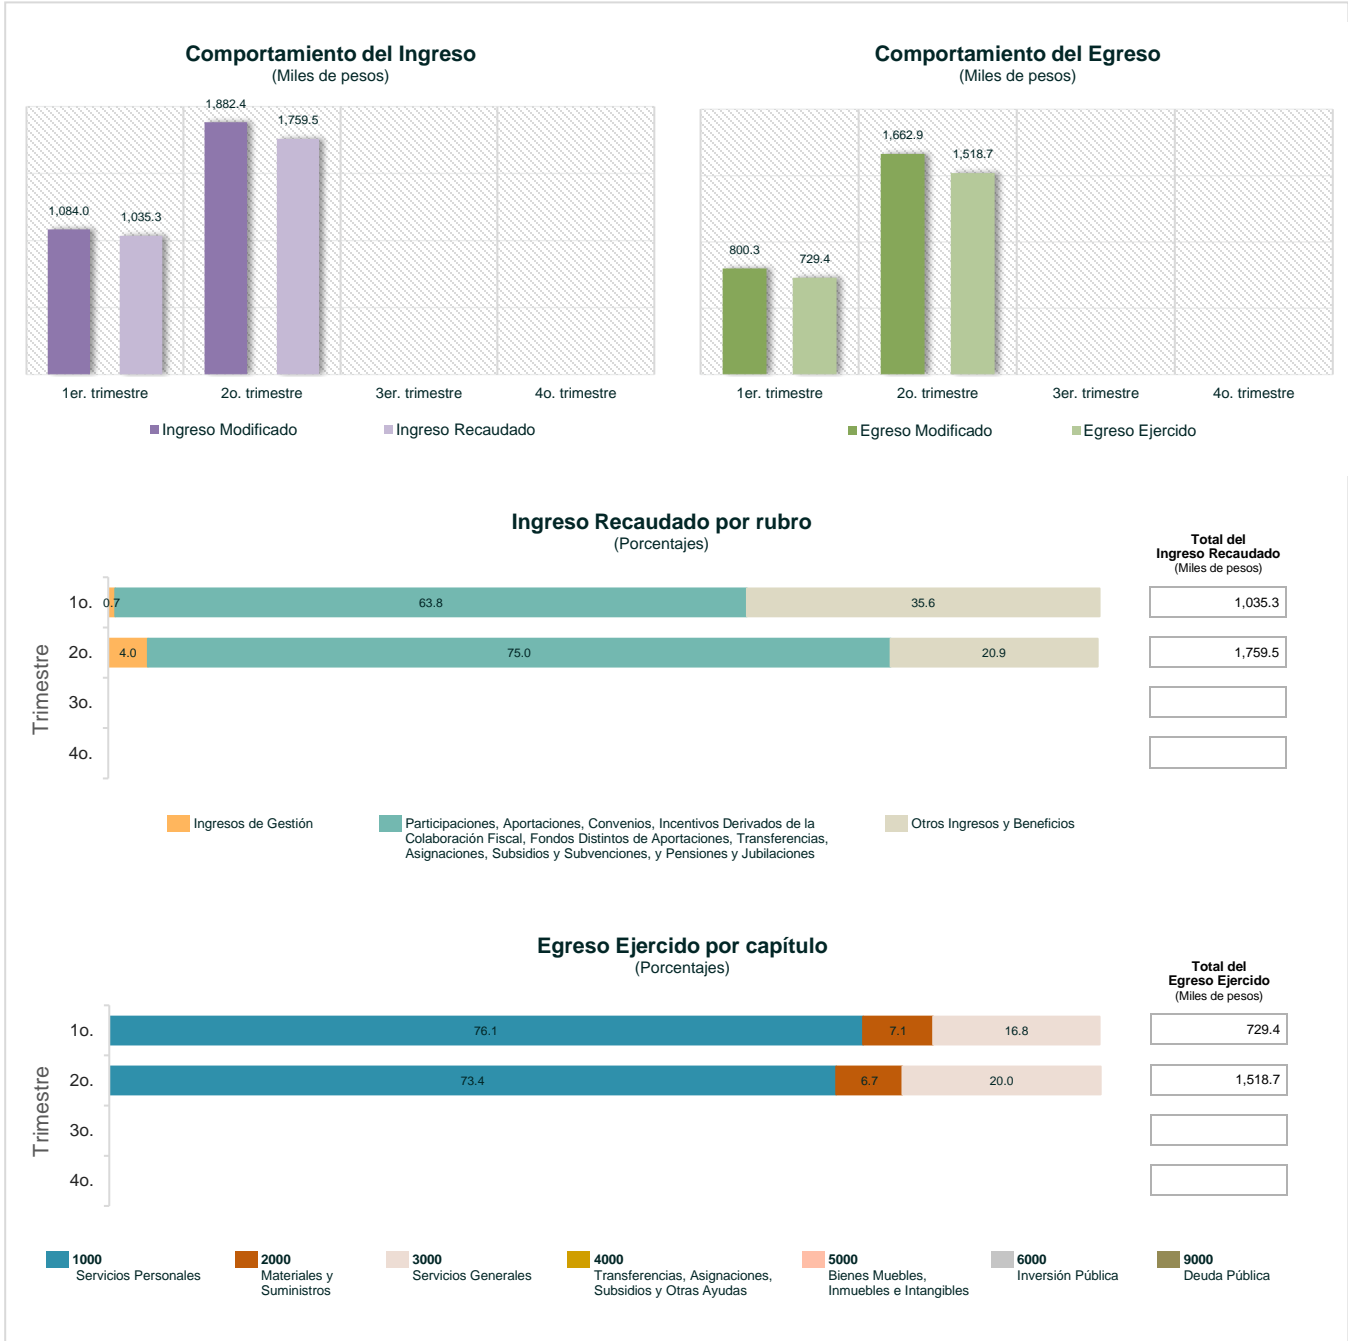 Comportamiento del Ingreso
(Miles de pesos)
1,882.4
1,759.5
1,084.0
1,035.3
1er. trimestre
2o. trimestre
3er. trimestre
4o. trimestre
Ingreso Modificado
Ingreso Recaudado
Comportamiento del Egreso
(Miles de pesos)
1,662.9
1,518.7
800.3
729.4
1er. trimestre
2o. trimestre
3er. trimestre
4o. trimestre
Egreso Modificado
Egreso Ejercido
Ingreso Recaudado por rubro
(Porcentajes)
Total del
Ingreso Recaudado
(Miles de pesos)
Trimestre
1o.
0.7
63.8
35.6
1,035.3
2o.
4.0
75.0
20.9
1,759.5
3o.
4o.
Ingresos de Gestión
Participaciones, Aportaciones, Convenios, Incentivos Derivados de la
Colaboración Fiscal, Fondos Distintos de Aportaciones, Transferencias,
Asignaciones, Subsidios y Subvenciones, y Pensiones y Jubilaciones
Otros Ingresos y Beneficios
Egreso Ejercido por capítulo
(Porcentajes)
Total del
Egreso Ejercido
(Miles de pesos)
Trimestre
1o.
76.1
7.1
16.8
729.4
2o.
73.4
6.7
20.0
1,518.7
3o.
4o.
1000
Servicios Personales
2000
Materiales y
Suministros
3000
Servicios Generales
4000
Transferencias, Asignaciones,
Subsidios y Otras Ayudas
5000
Bienes Muebles,
Inmuebles e Intangibles
6000
Inversión Pública
9000
Deuda Pública